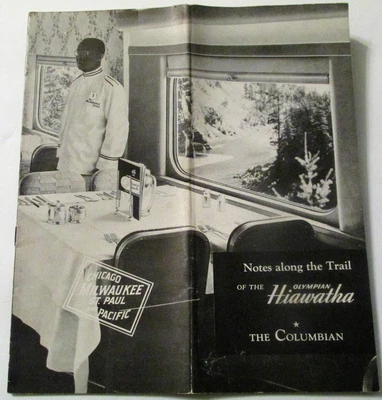 CHICAGO
MILWAUKEE
ST. PAUL
AND PACIFIC
Notes along the Trail
OF THE OLYMPIAN Hiawatha
*
THE COLUMBIAN